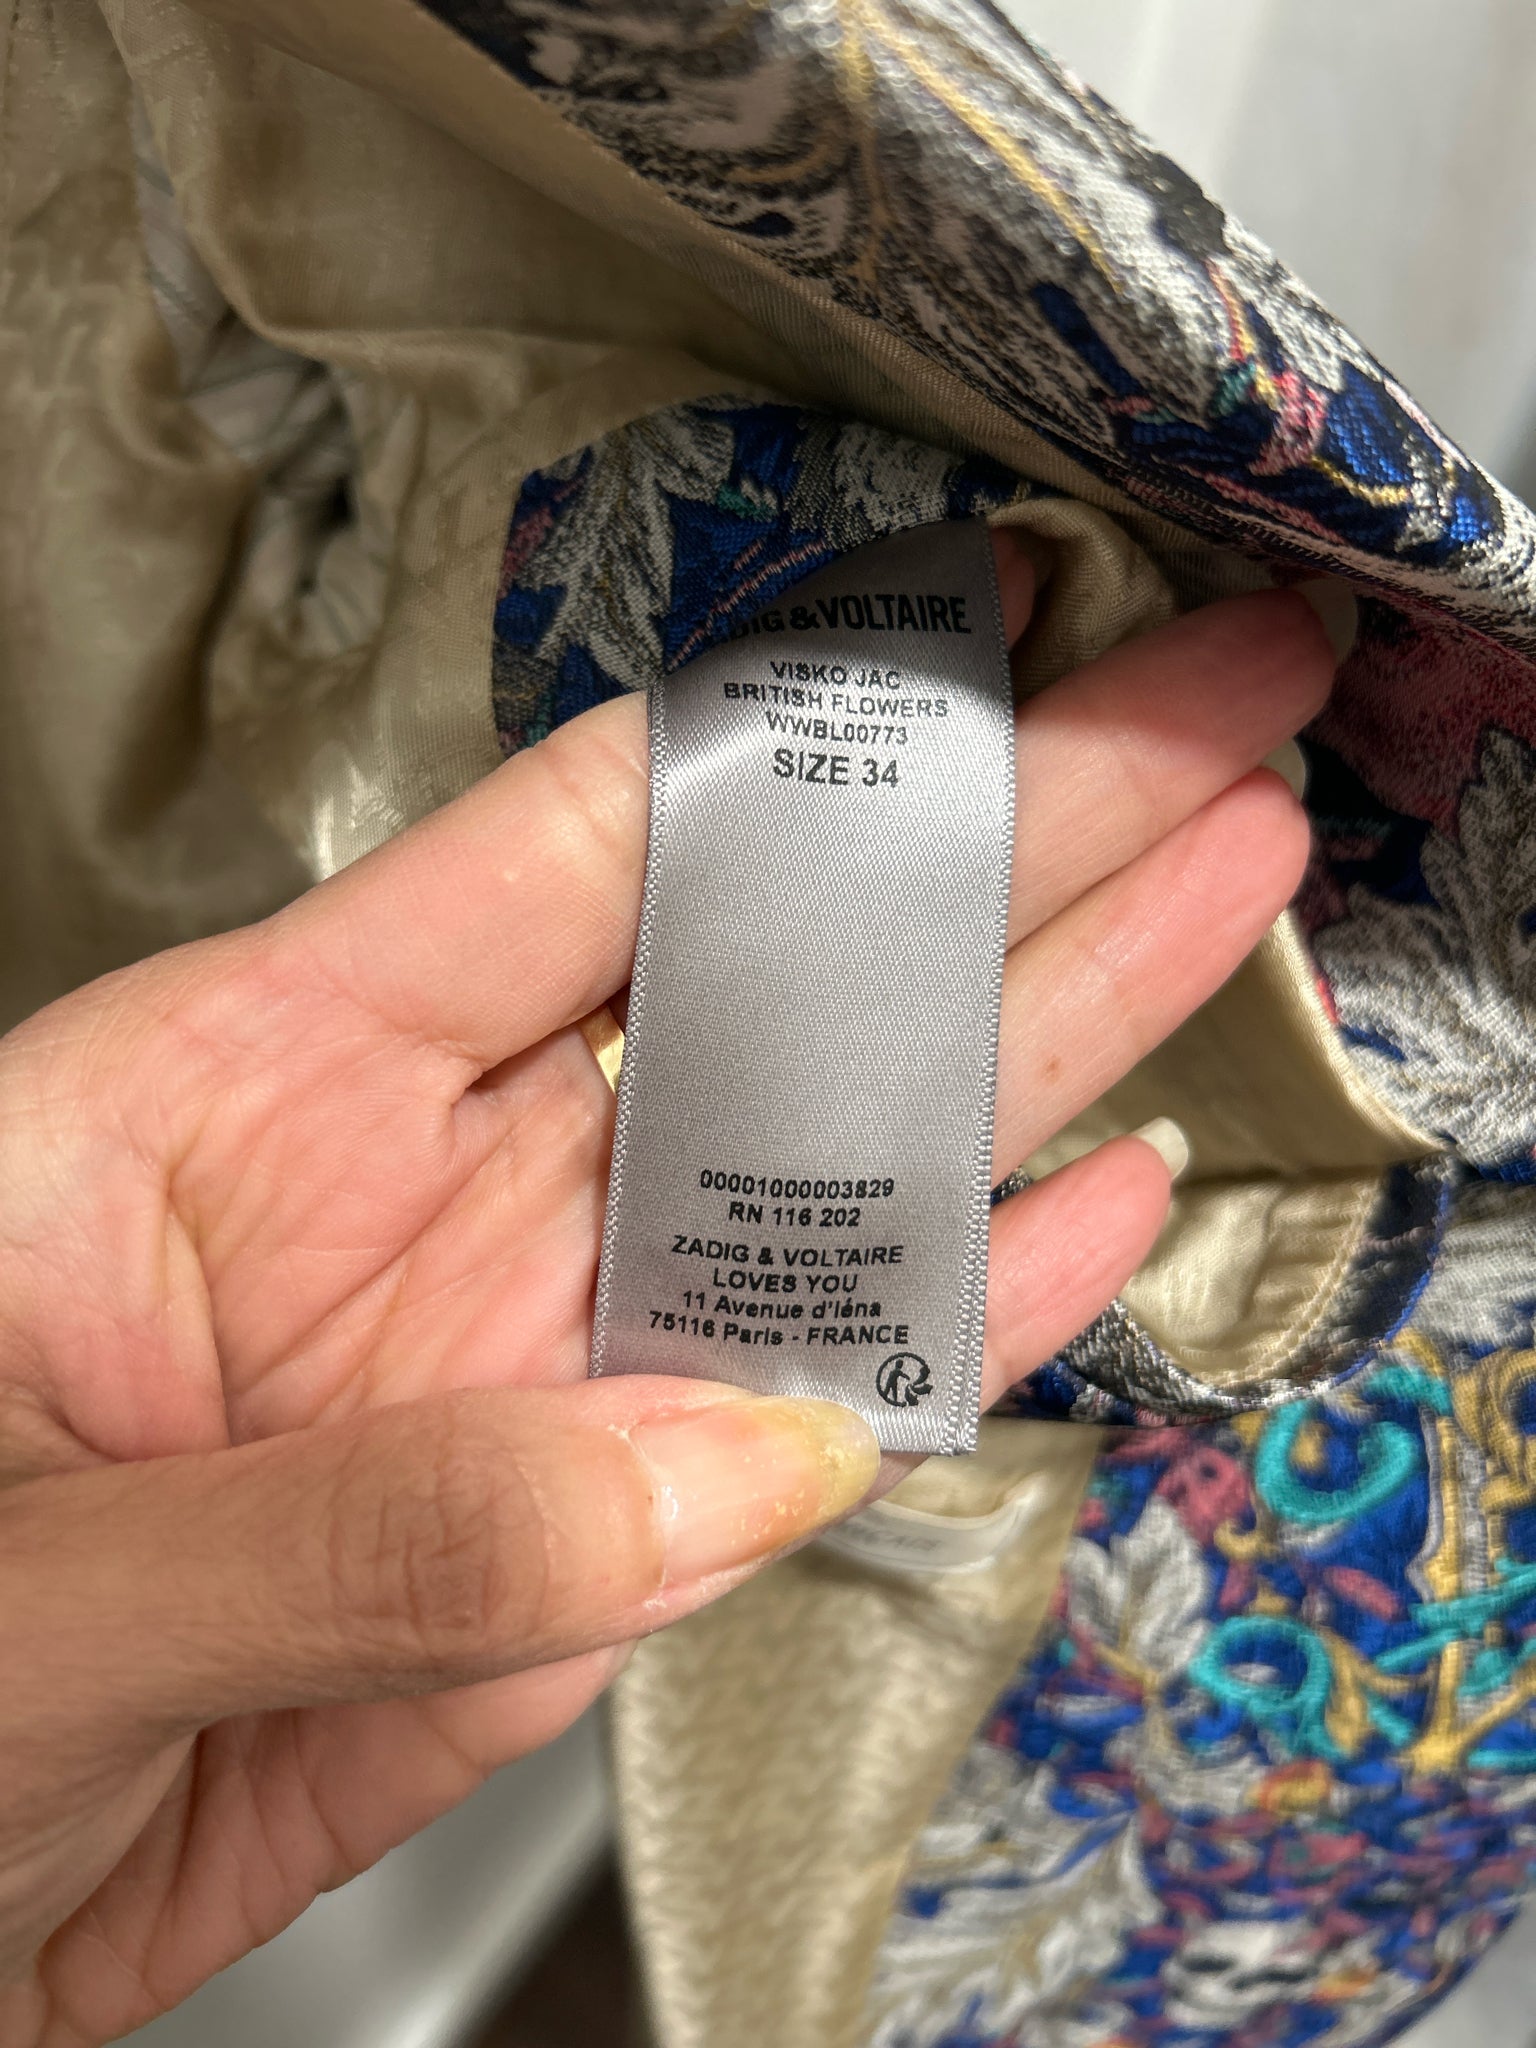 DIG & VOLTAIRE
VISKO JAC
BRITISH FLOWERS
WWBL00773
SIZE 34
00001000003829
RN 116 202
ZADIG & VOLTAIRE
LOVES YOU
11 Avenue d'Iéna
75116 Paris - FRANCE